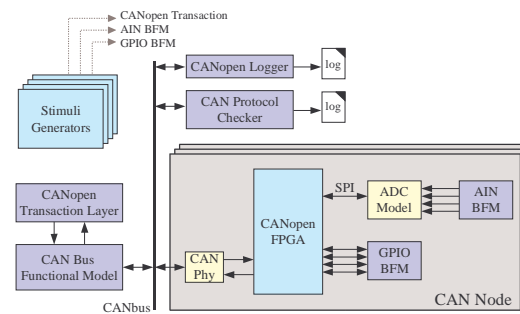 CANopen Transaction
AIN BFM
GPIO BFM
Stimuli
Generators
CANopen Logger
log
CAN Protocol
Checker
log
CANopen
Transaction Layer
CAN Bus
Functional Model
CANbus
CAN
Phy
CANopen
FPGA
SPI
ADC
Model
AIN
BFM
GPIO
BFM
CAN Node